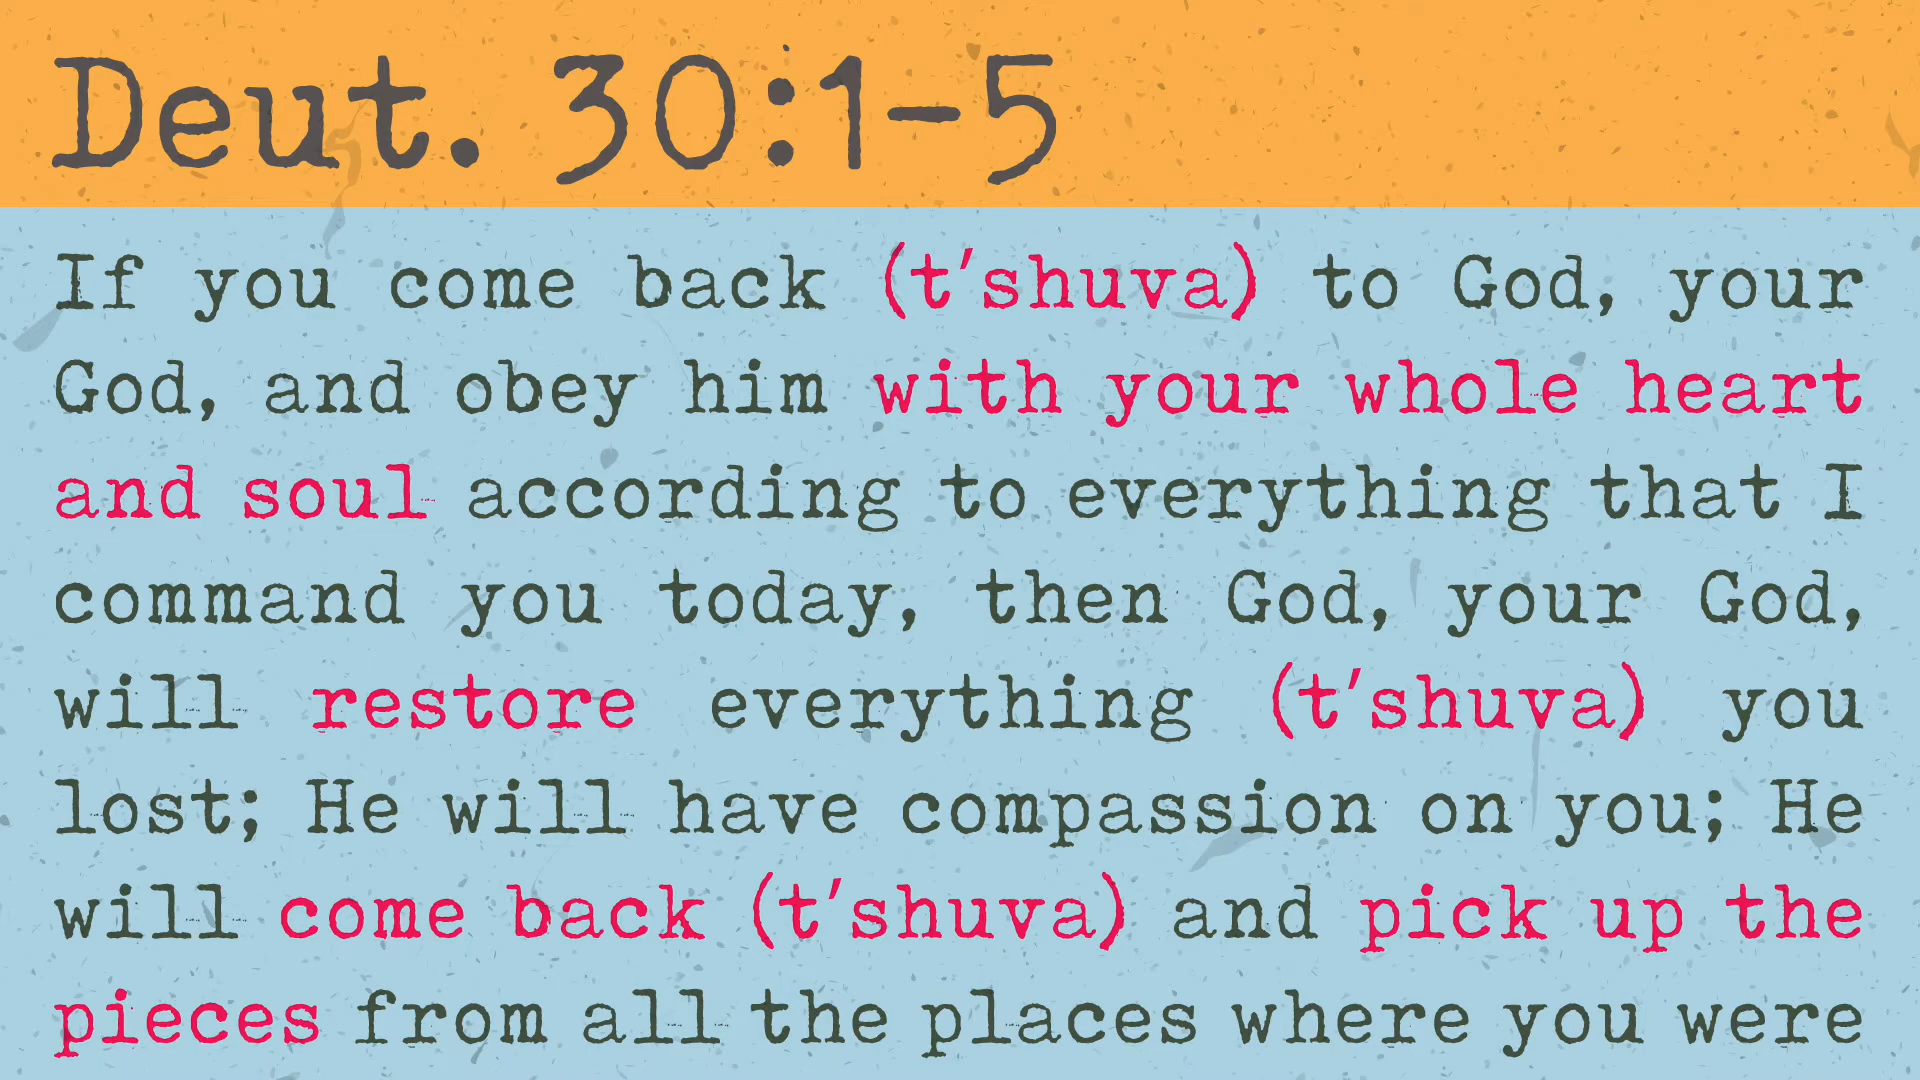 Deut. 30:1-5
If you come back (t'shuva) to God, your
God, and obey him with your whole heart
and soul according to everything that I
command you today, then God, your God,
will restore everything (t'shuva) you
lost; He will have compassion on you; He
will come back (t'shuva) and pick up the
pieces from all the places where you were